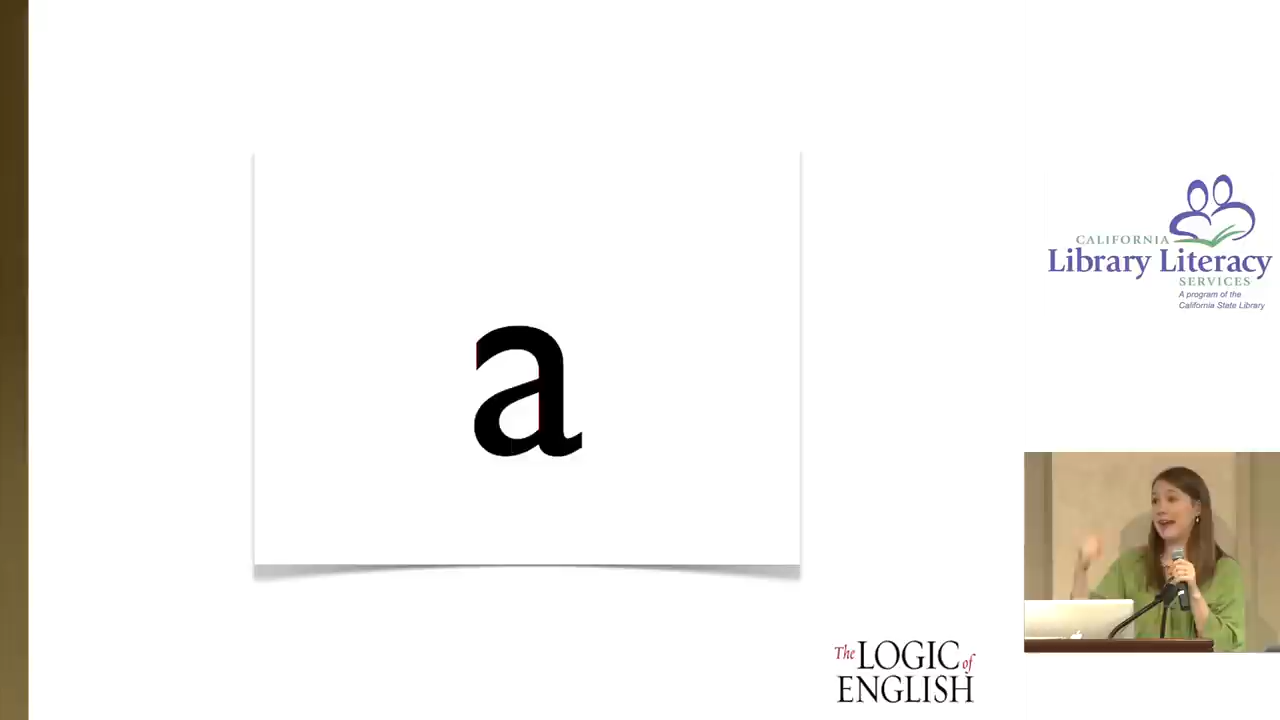 a
CALIFORNIA
Library Literacy
SERVICES
A program of the
California State Library
The LOGIC of
ENGLISH